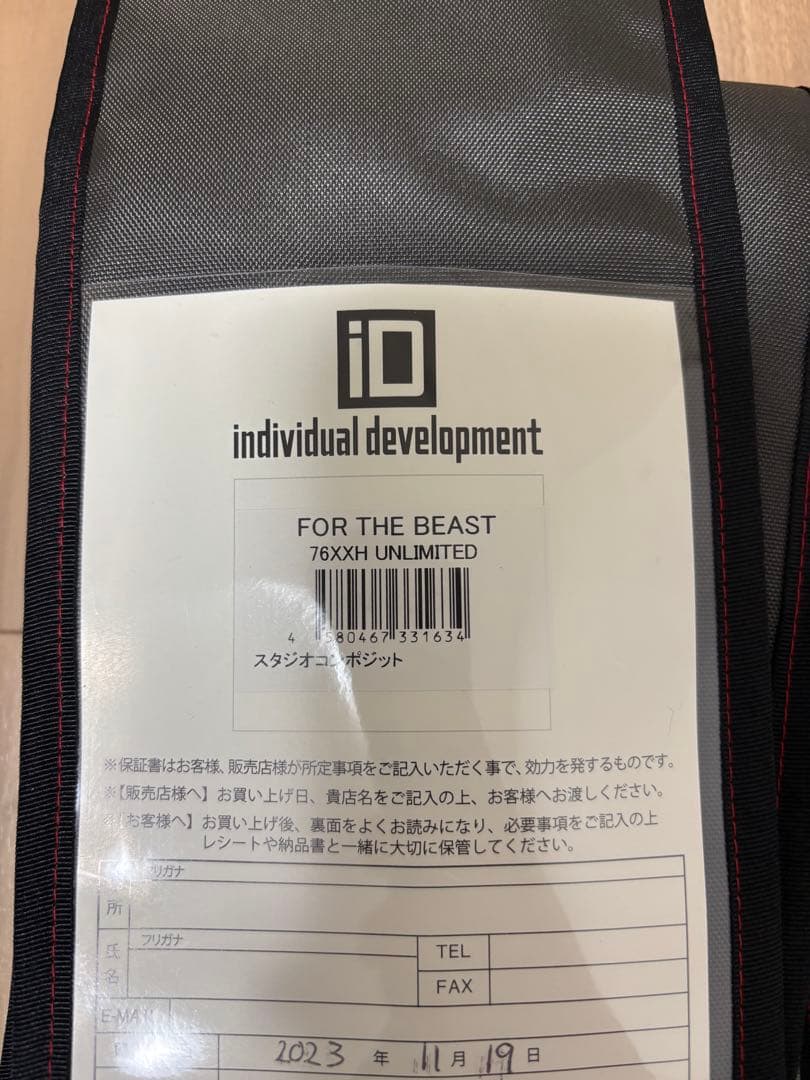 iD
individual development
FOR THE BEAST
76XXH UNLIMITED
4 580467 331634
スタジオコンポジット
※保証書はお客様、販売店様が所定事項をご記入いただく事で、効力を発するものです。
※【販売店様へ】お買い上げ日、貴店名をご記入の上、お客様へお渡しください。
※【お客様へ】お買い上げ後、裏面をよくお読みになり、必要事項をご記入の上
レシートや納品書と一緒に大切に保管してください。
フリガナ
所
フリガナ
氏名
TEL
FAX
E-MAIL
2023 年 11 月 19 日